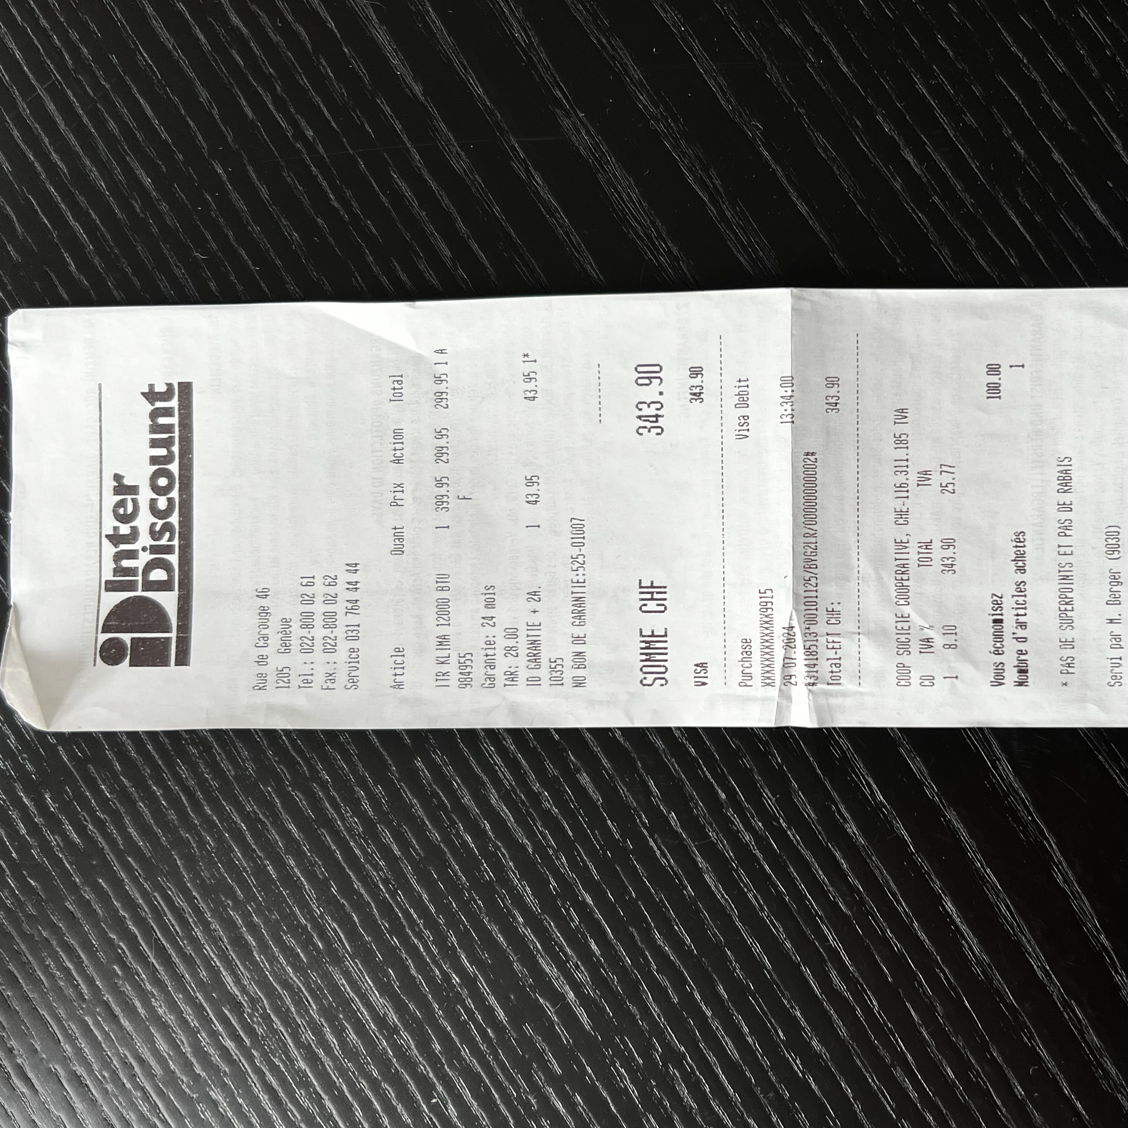 iD Inter
Discount
Rue de Carouge 46
1205 Genève
Tel.: 022-800 02 61
Fax.: 022-800 02 62
Service 031 764 44 44
Article Quant Prix Action Total
ITR KLIMA 12000 BTU 1 399.95 299.95 299.95 1 A
984955 F
Garantie: 24 mois
TAR: 28.00
ID GARANTIE + 2A. 1 43.95 43.95 1*
10355
NO BON DE GARANTIE:525-01007
SOMME CHF 343.90
VISA 343.90
Purchase Visa Debit
XXXXXXXXXXXX9915
29.07.2024 13:34:00
Total-EFT CHF: 343.90
COOP SOCIETE COOPERATIVE, CHE-116.311.185 TVA
CD TVA % TOTAL TVA
1 8.10 343.90 25.77
Vous économisez 100.00
Nombre d'articles achetés 1
* PAS DE SUPERPOINTS ET PAS DE RABAIS
Servi par M. Berger (9030)